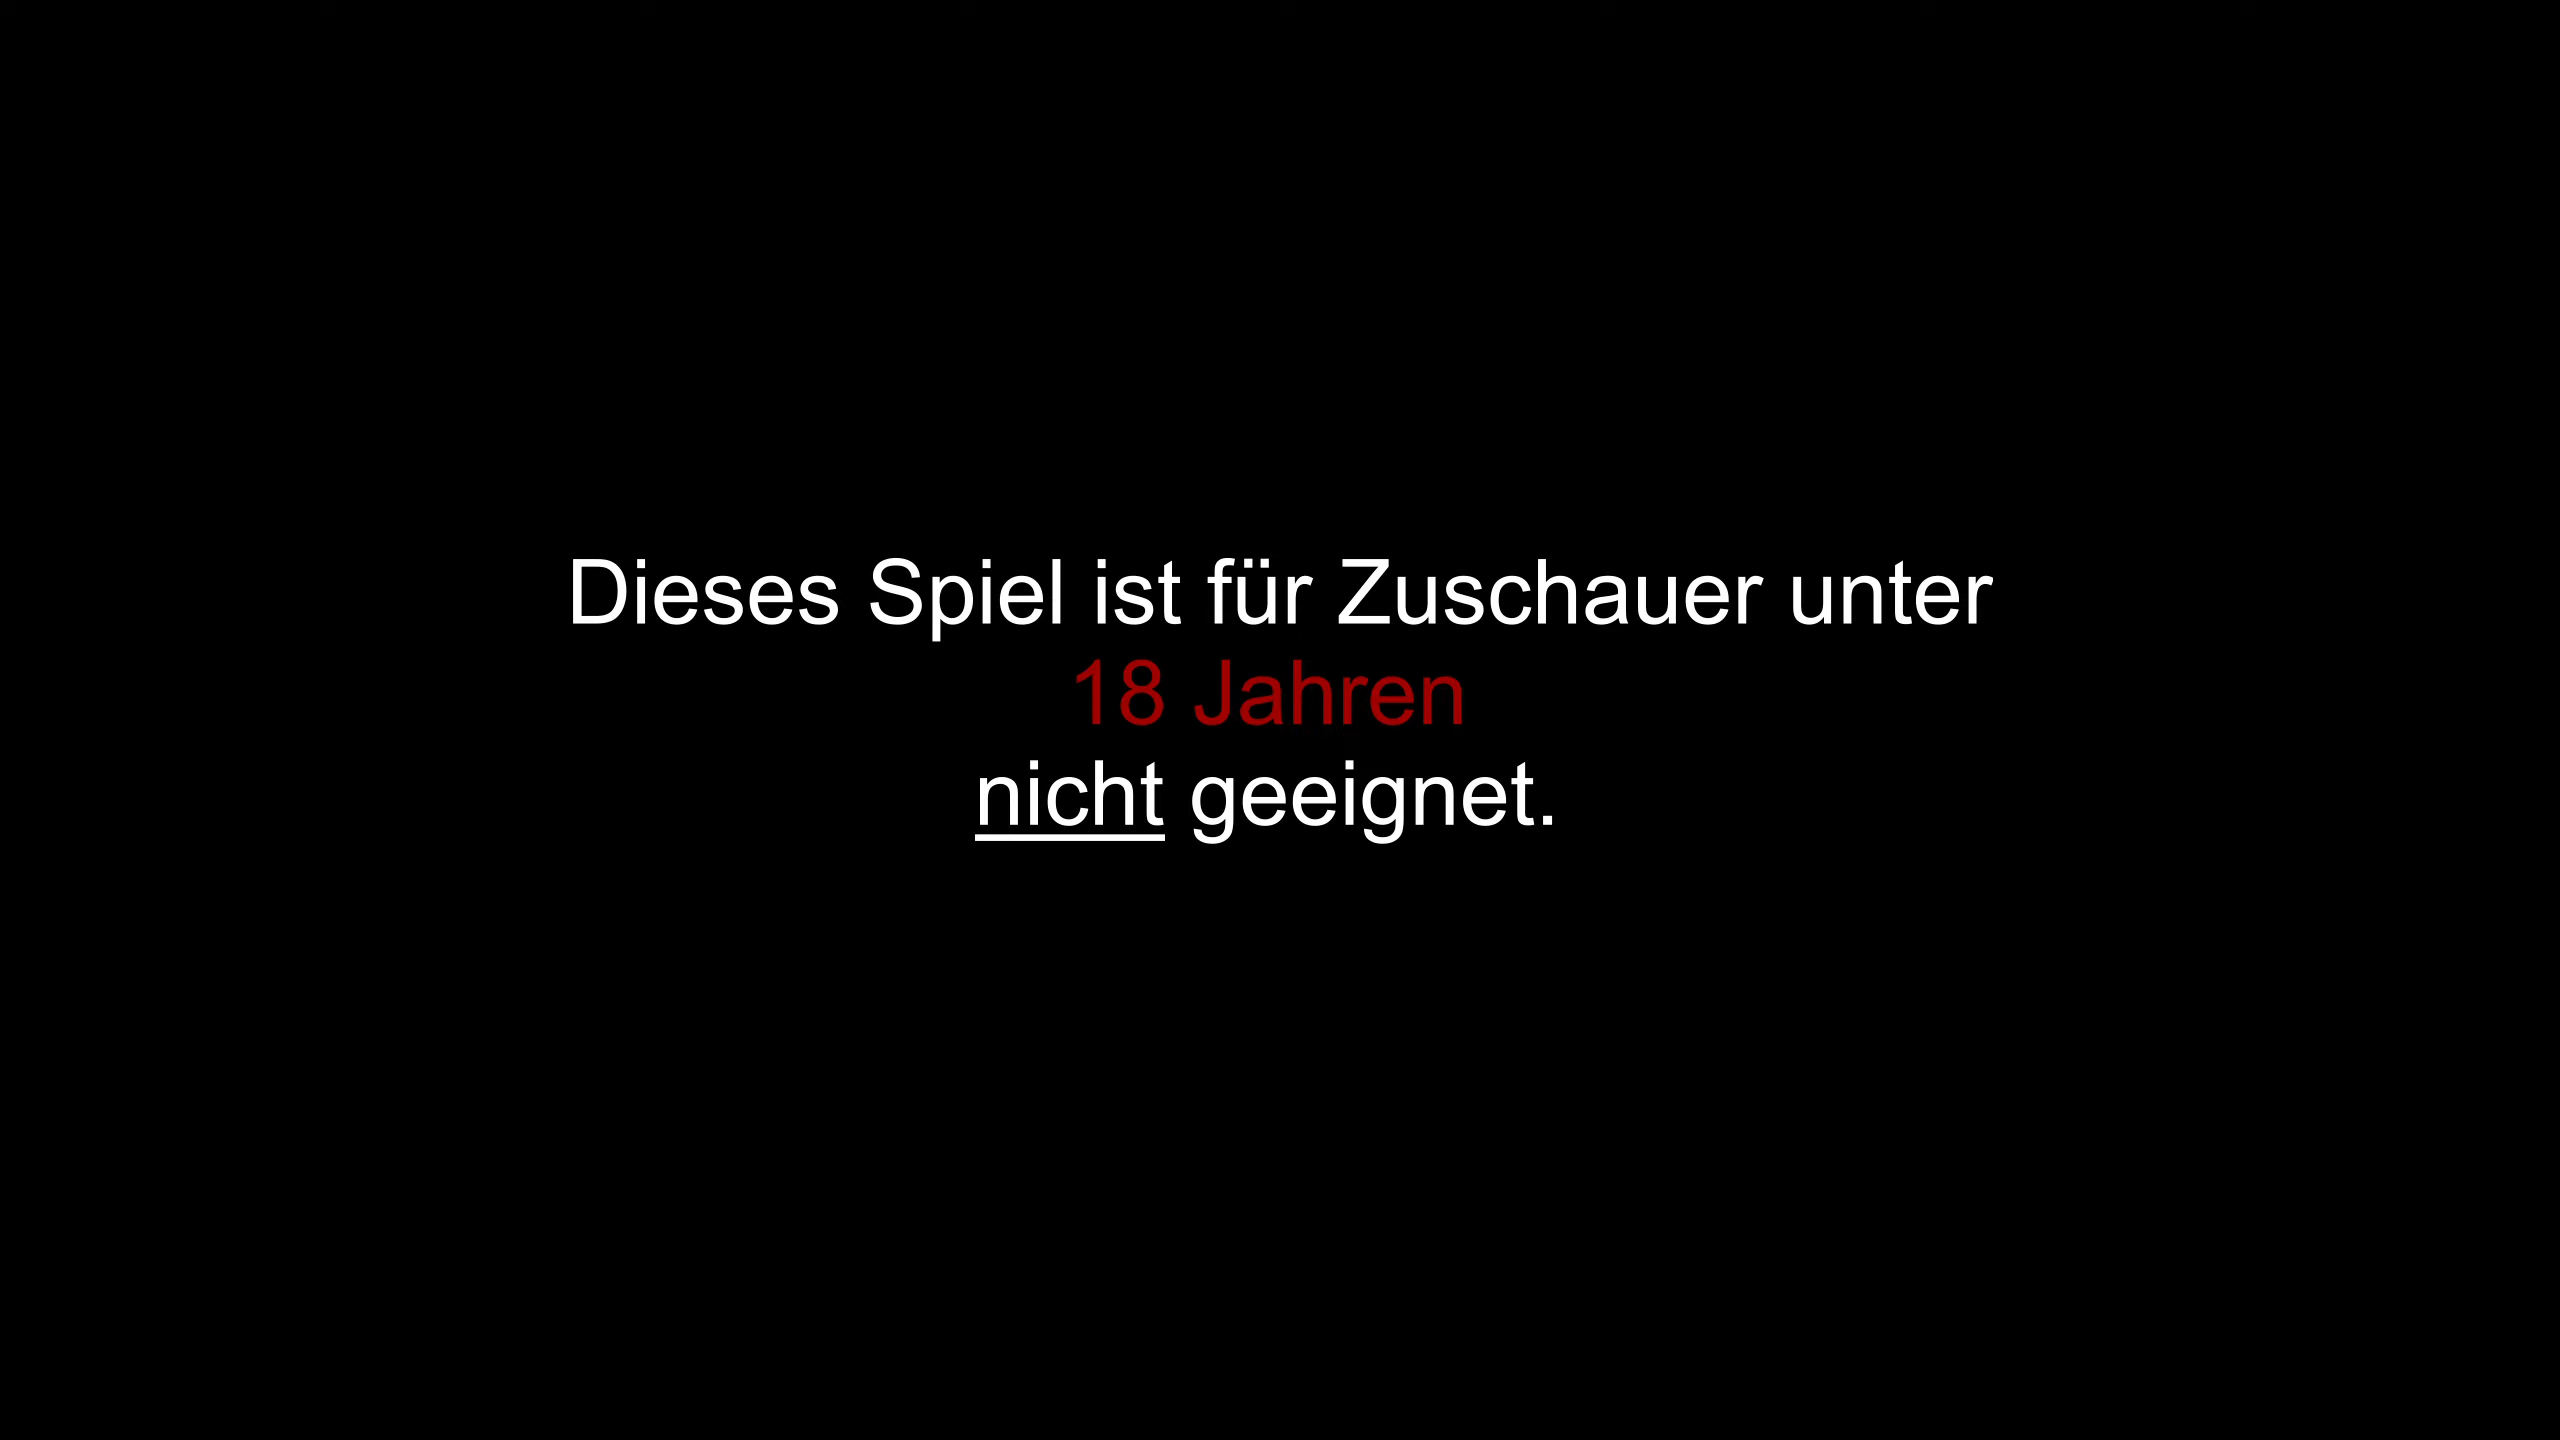 Dieses Spiel ist für Zuschauer unter
18 Jahren
nicht geeignet.